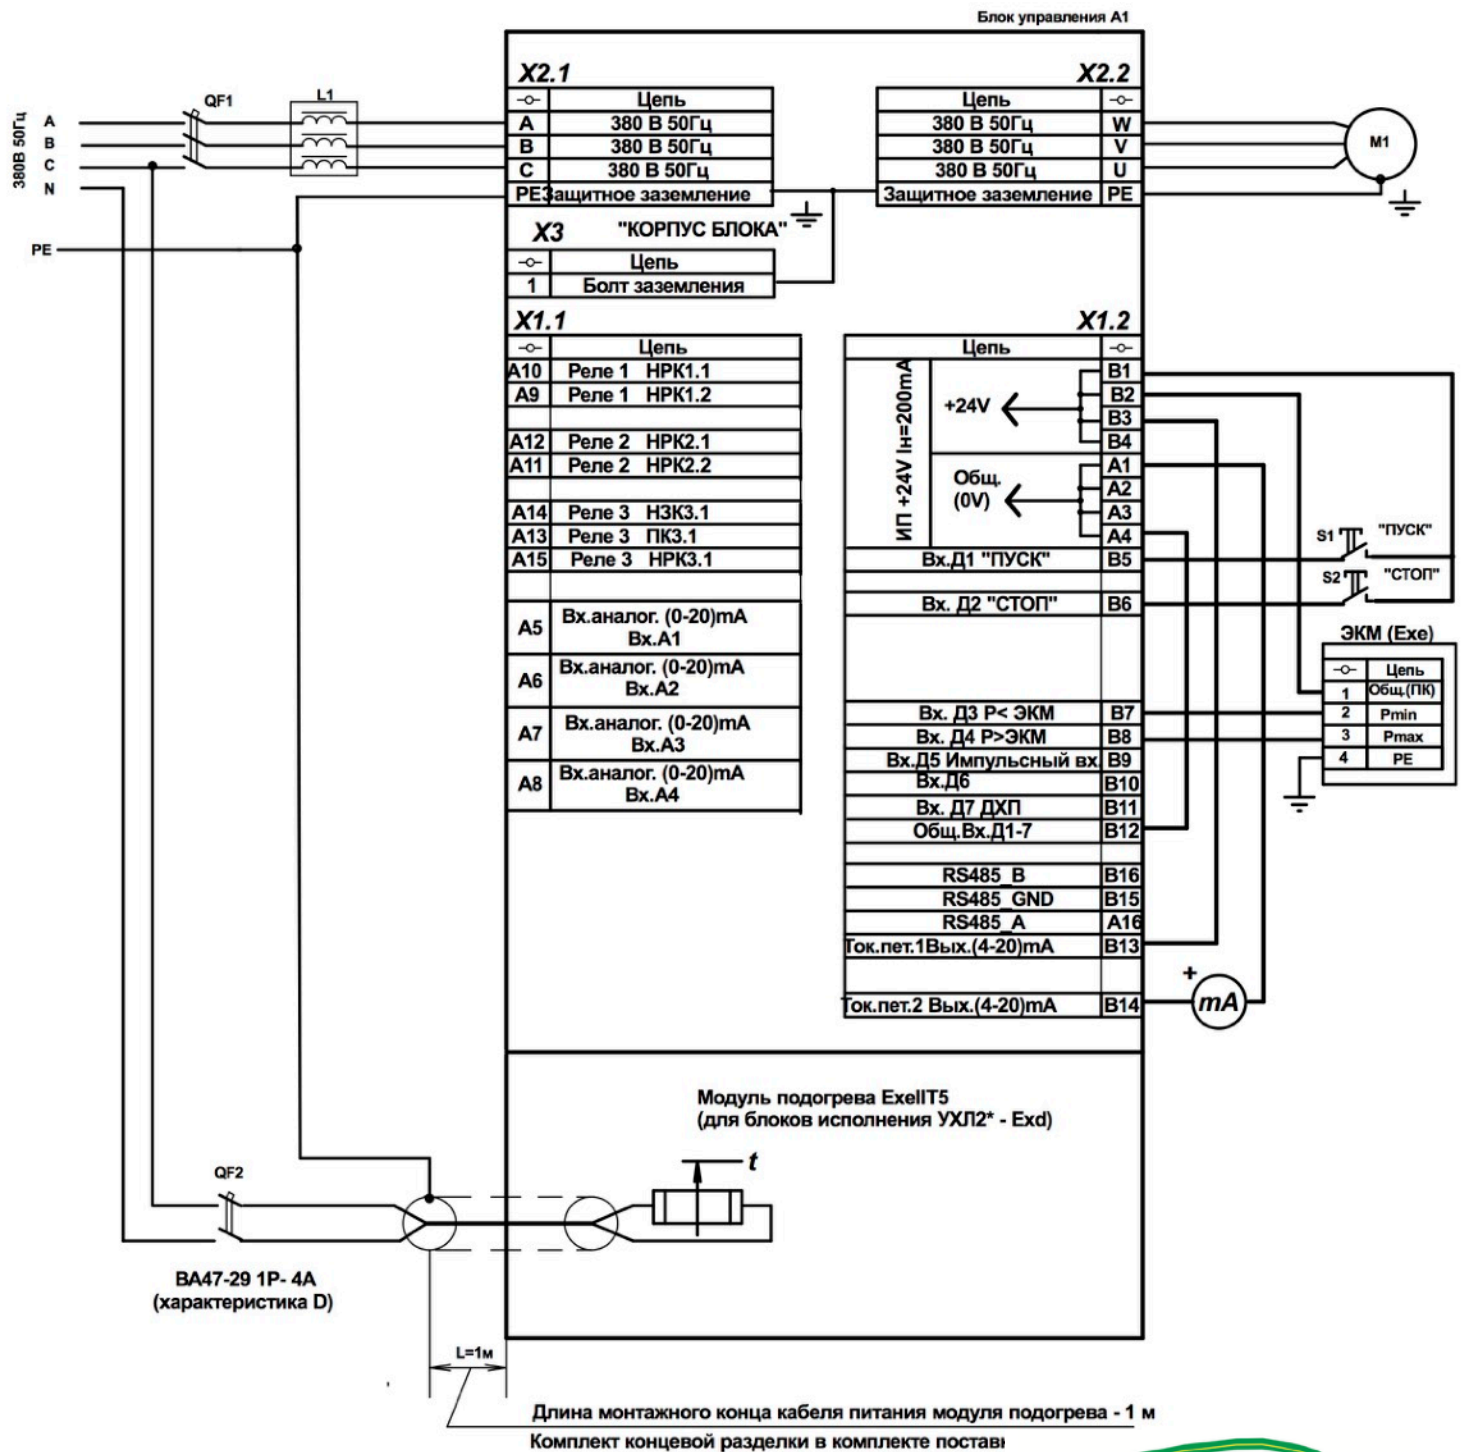 Блок управления А1
X2.1
X2.2
Цепь
A 380 В 50Гц
B 380 В 50Гц
C 380 В 50Гц
PE Защитное заземление
Цепь
380 В 50Гц W
380 В 50Гц V
380 В 50Гц U
Защитное заземление PE
380В 50Гц
A
B
C
N
PE
QF1
L1
M1
X3
"КОРПУС БЛОКА"
Цепь
1 Болт заземления
X1.1
Цепь
A10 Реле 1 НРК1.1
A9 Реле 1 НРК1.2
A12 Реле 2 НРК2.1
A11 Реле 2 НРК2.2
A14 Реле 3 НЗК3.1
A13 Реле 3 ПК3.1
A15 Реле 3 НРК3.1
A5 Вх.аналог. (0-20)mA
Вх.А1
A6 Вх.аналог. (0-20)mA
Вх.А2
A7 Вх.аналог. (0-20)mA
Вх.А3
A8 Вх.аналог. (0-20)mA
Вх.А4
X1.2
Цепь
ИП +24V Iн=200mA
+24V
B1
B2
B3
B4
Общ.
(0V)
A1
A2
A3
A4
Вх.Д1 "ПУСК" B5
Вх. Д2 "СТОП" B6
Вх. Д3 P< ЭКМ B7
Вх. Д4 P>ЭКМ B8
Вх.Д5 Импульсный вх. B9
Вх.Д6 B10
Вх. Д7 ДХП B11
Общ.Вх.Д1-7 B12
RS485_B B16
RS485_GND B15
RS485_A A16
Ток.пет.1Вых.(4-20)mA B13
Ток.пет.2 Вых.(4-20)mA B14
S1 "ПУСК"
S2 "СТОП"
ЭКМ (Exe)
Цепь
1 Общ.(ПК)
2 Pmin
3 Pmax
4 PE
+
mA
Модуль подогрева ExeIIT5
(для блоков исполнения УХЛ2* - Exd)
t
QF2
ВА47-29 1Р- 4А
(характеристика D)
L=1м
Длина монтажного конца кабеля питания модуля подогрева - 1 м
Комплект концевой разделки в комплекте